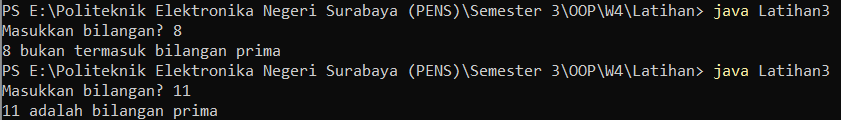 PS E:\Politeknik Elektronika Negeri Surabaya (PENS)\Semester 3\OOP\W4\Latihan> java Latihan3
Masukkan bilangan? 8
8 bukan termasuk bilangan prima
PS E:\Politeknik Elektronika Negeri Surabaya (PENS)\Semester 3\OOP\W4\Latihan> java Latihan3
Masukkan bilangan? 11
11 adalah bilangan prima